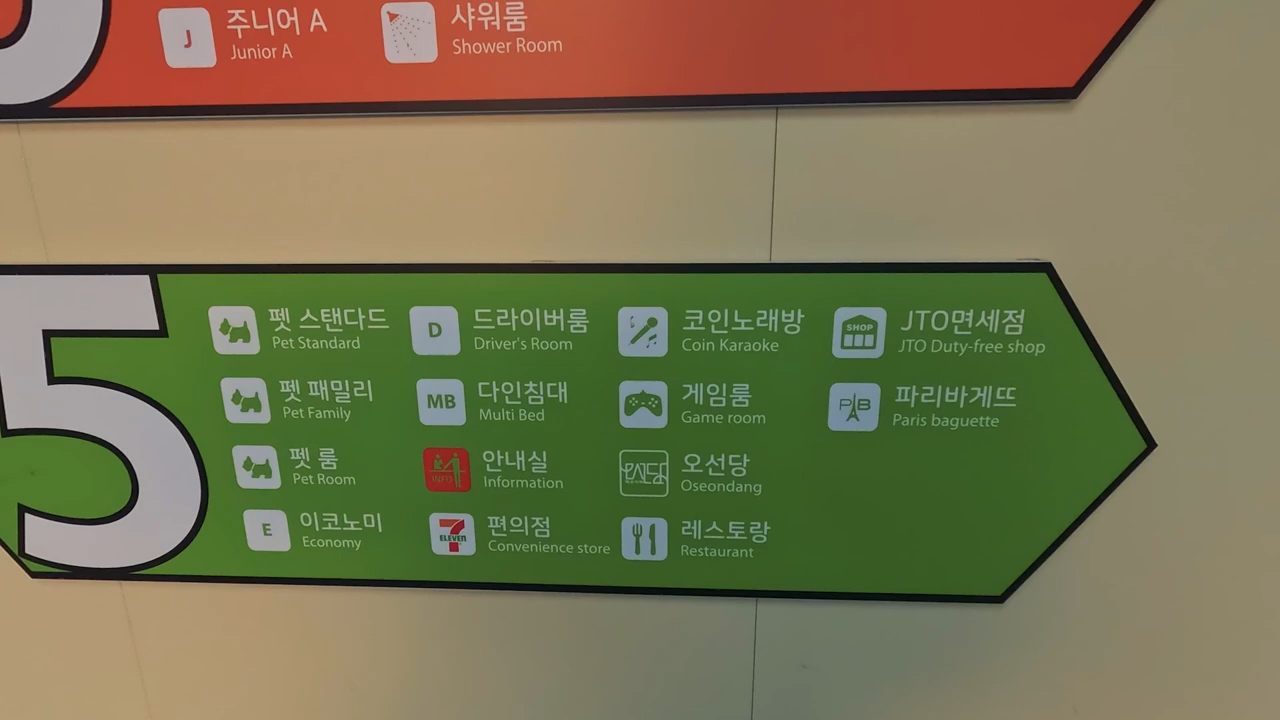 J 주니어 A
Junior A
샤워룸
Shower Room
5
펫 스탠다드
Pet Standard
펫 패밀리
Pet Family
펫 룸
Pet Room
E 이코노미
Economy
D 드라이버룸
Driver's Room
MB 다인침대
Multi Bed
INFO 안내실
Information
7 ELEVEN 편의점
Convenience store
코인노래방
Coin Karaoke
게임룸
Game room
오선당
Oseondang
레스토랑
Restaurant
SHOP JTO면세점
JTO Duty-free shop
PB 파리바게뜨
Paris baguette